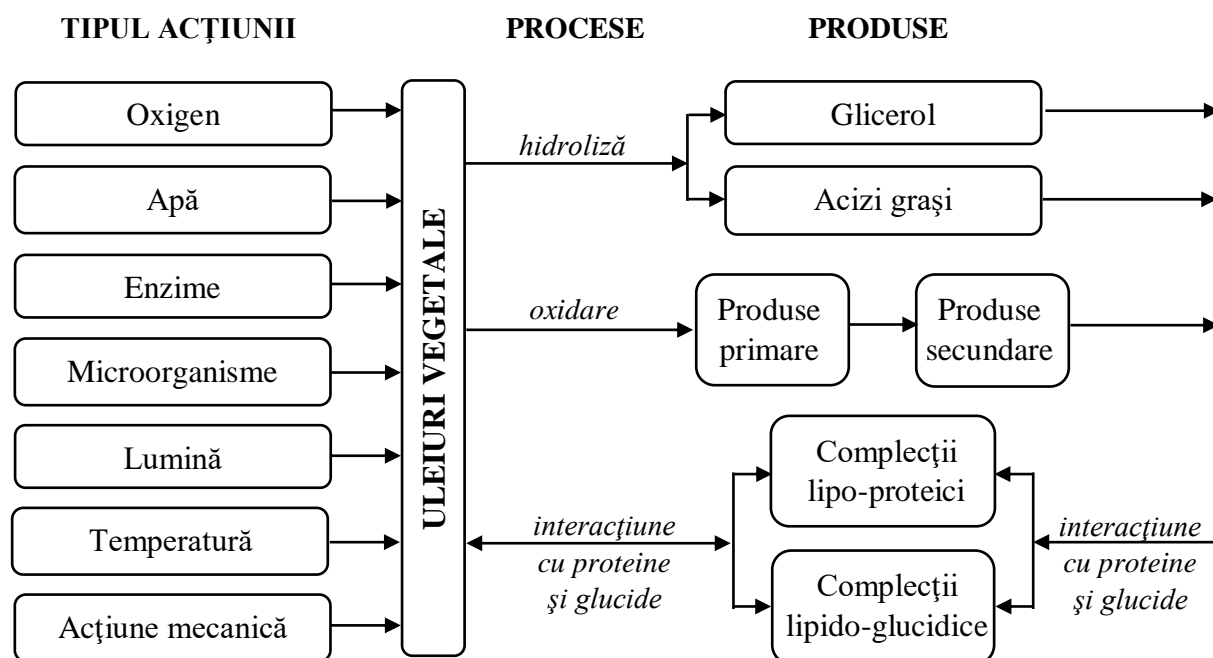 TIPUL ACŢIUNII PROCESE PRODUSE
Oxigen
Apă
Enzime
Microorganisme
Lumină
Temperatură
Acţiune mecanică
ULEIURI VEGETALE
hidroliză
Glicerol
Acizi graşi
oxidare
Produse
primare
Produse
secundare
interacţiune
cu proteine
şi glucide
Complecţii
lipo-proteici
Complecţii
lipido-glucidice
interacţiune
cu proteine
şi glucide